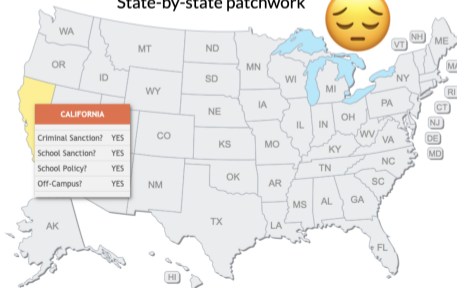 State-by-state patchwork
WA
MT
ND
MN
OR
ID
SD
WI
MI
VT
NH
ME
NY
MA
RI
CT
NJ
DE
MD
WY
NE
IA
PA
IL
IN
OH
WV
VA
CALIFORNIA
Criminal Sanction? YES
School Sanction? YES
School Policy? YES
Off-Campus? YES
CO
KS
MO
KY
NC
TN
NM
OK
AR
SC
MS
AL
GA
TX
LA
FL
AK
HI